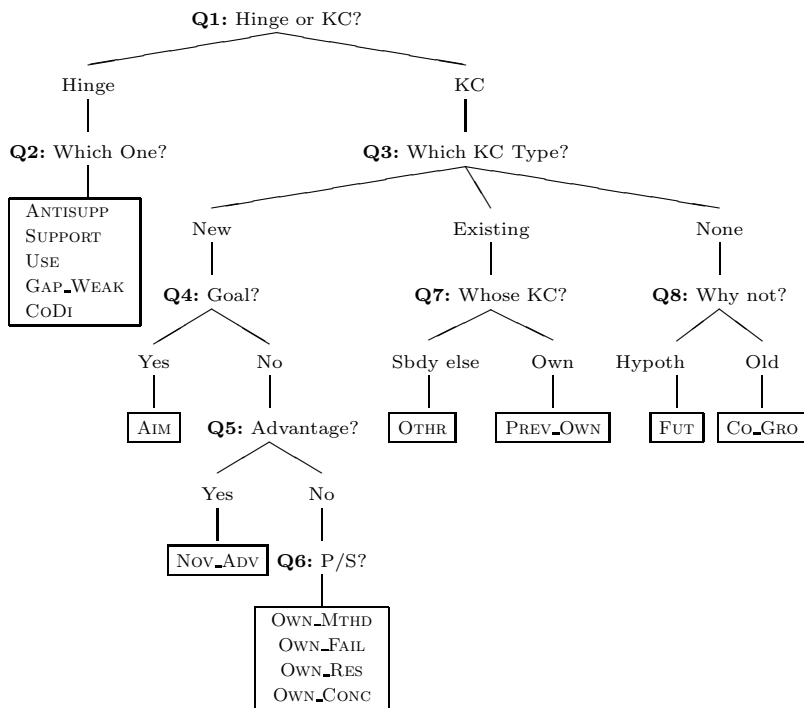 Q1: Hinge or KC?
Hinge KC
Q2: Which One? Q3: Which KC Type?
ANTISUPP
SUPPORT
USE
GAP_WEAK
CODI
New Existing None
Q4: Goal? Q7: Whose KC? Q8: Why not?
Yes No Sbdy else Own Hypoth Old
AIM Q5: Advantage? OTHR PREV_OWN FUT CO_GRO
Yes No
NOV_ADV Q6: P/S?
OWN_MTHD
OWN_FAIL
OWN_RES
OWN_CONC